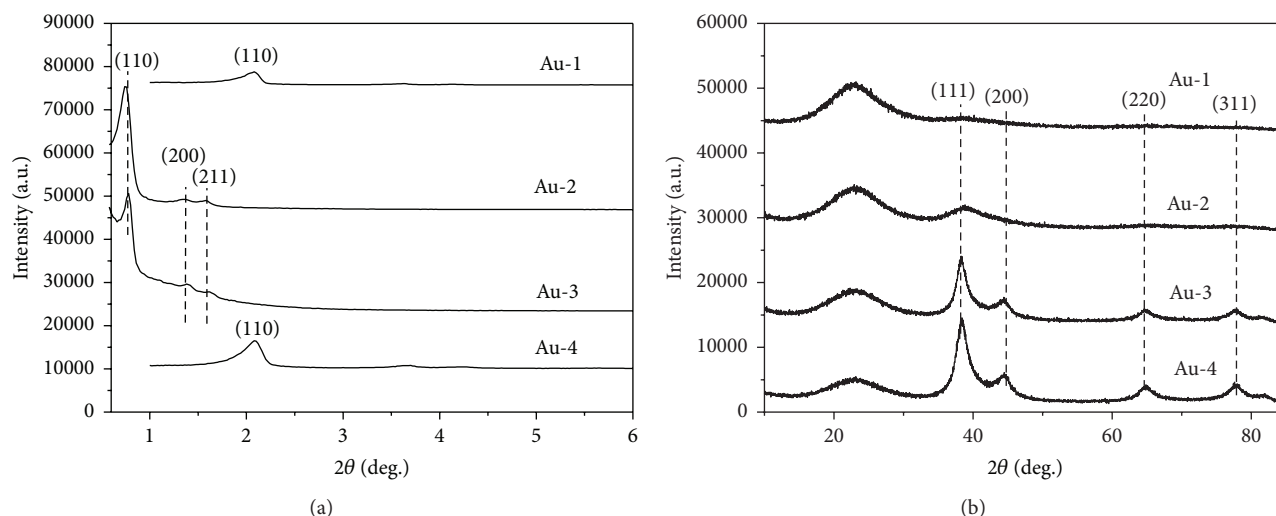 90000
80000
70000
60000
50000
40000
30000
20000
10000
0
Intensity (a.u.)
(110)
(110)
Au-1
(200)
(211)
Au-2
Au-3
(110)
Au-4
1 2 3 4 5 6
2θ (deg.)
(a)
60000
50000
40000
30000
20000
10000
0
Intensity (a.u.)
Au-1
(111)
(200)
(220)
(311)
Au-2
Au-3
Au-4
20 40 60 80
2θ (deg.)
(b)